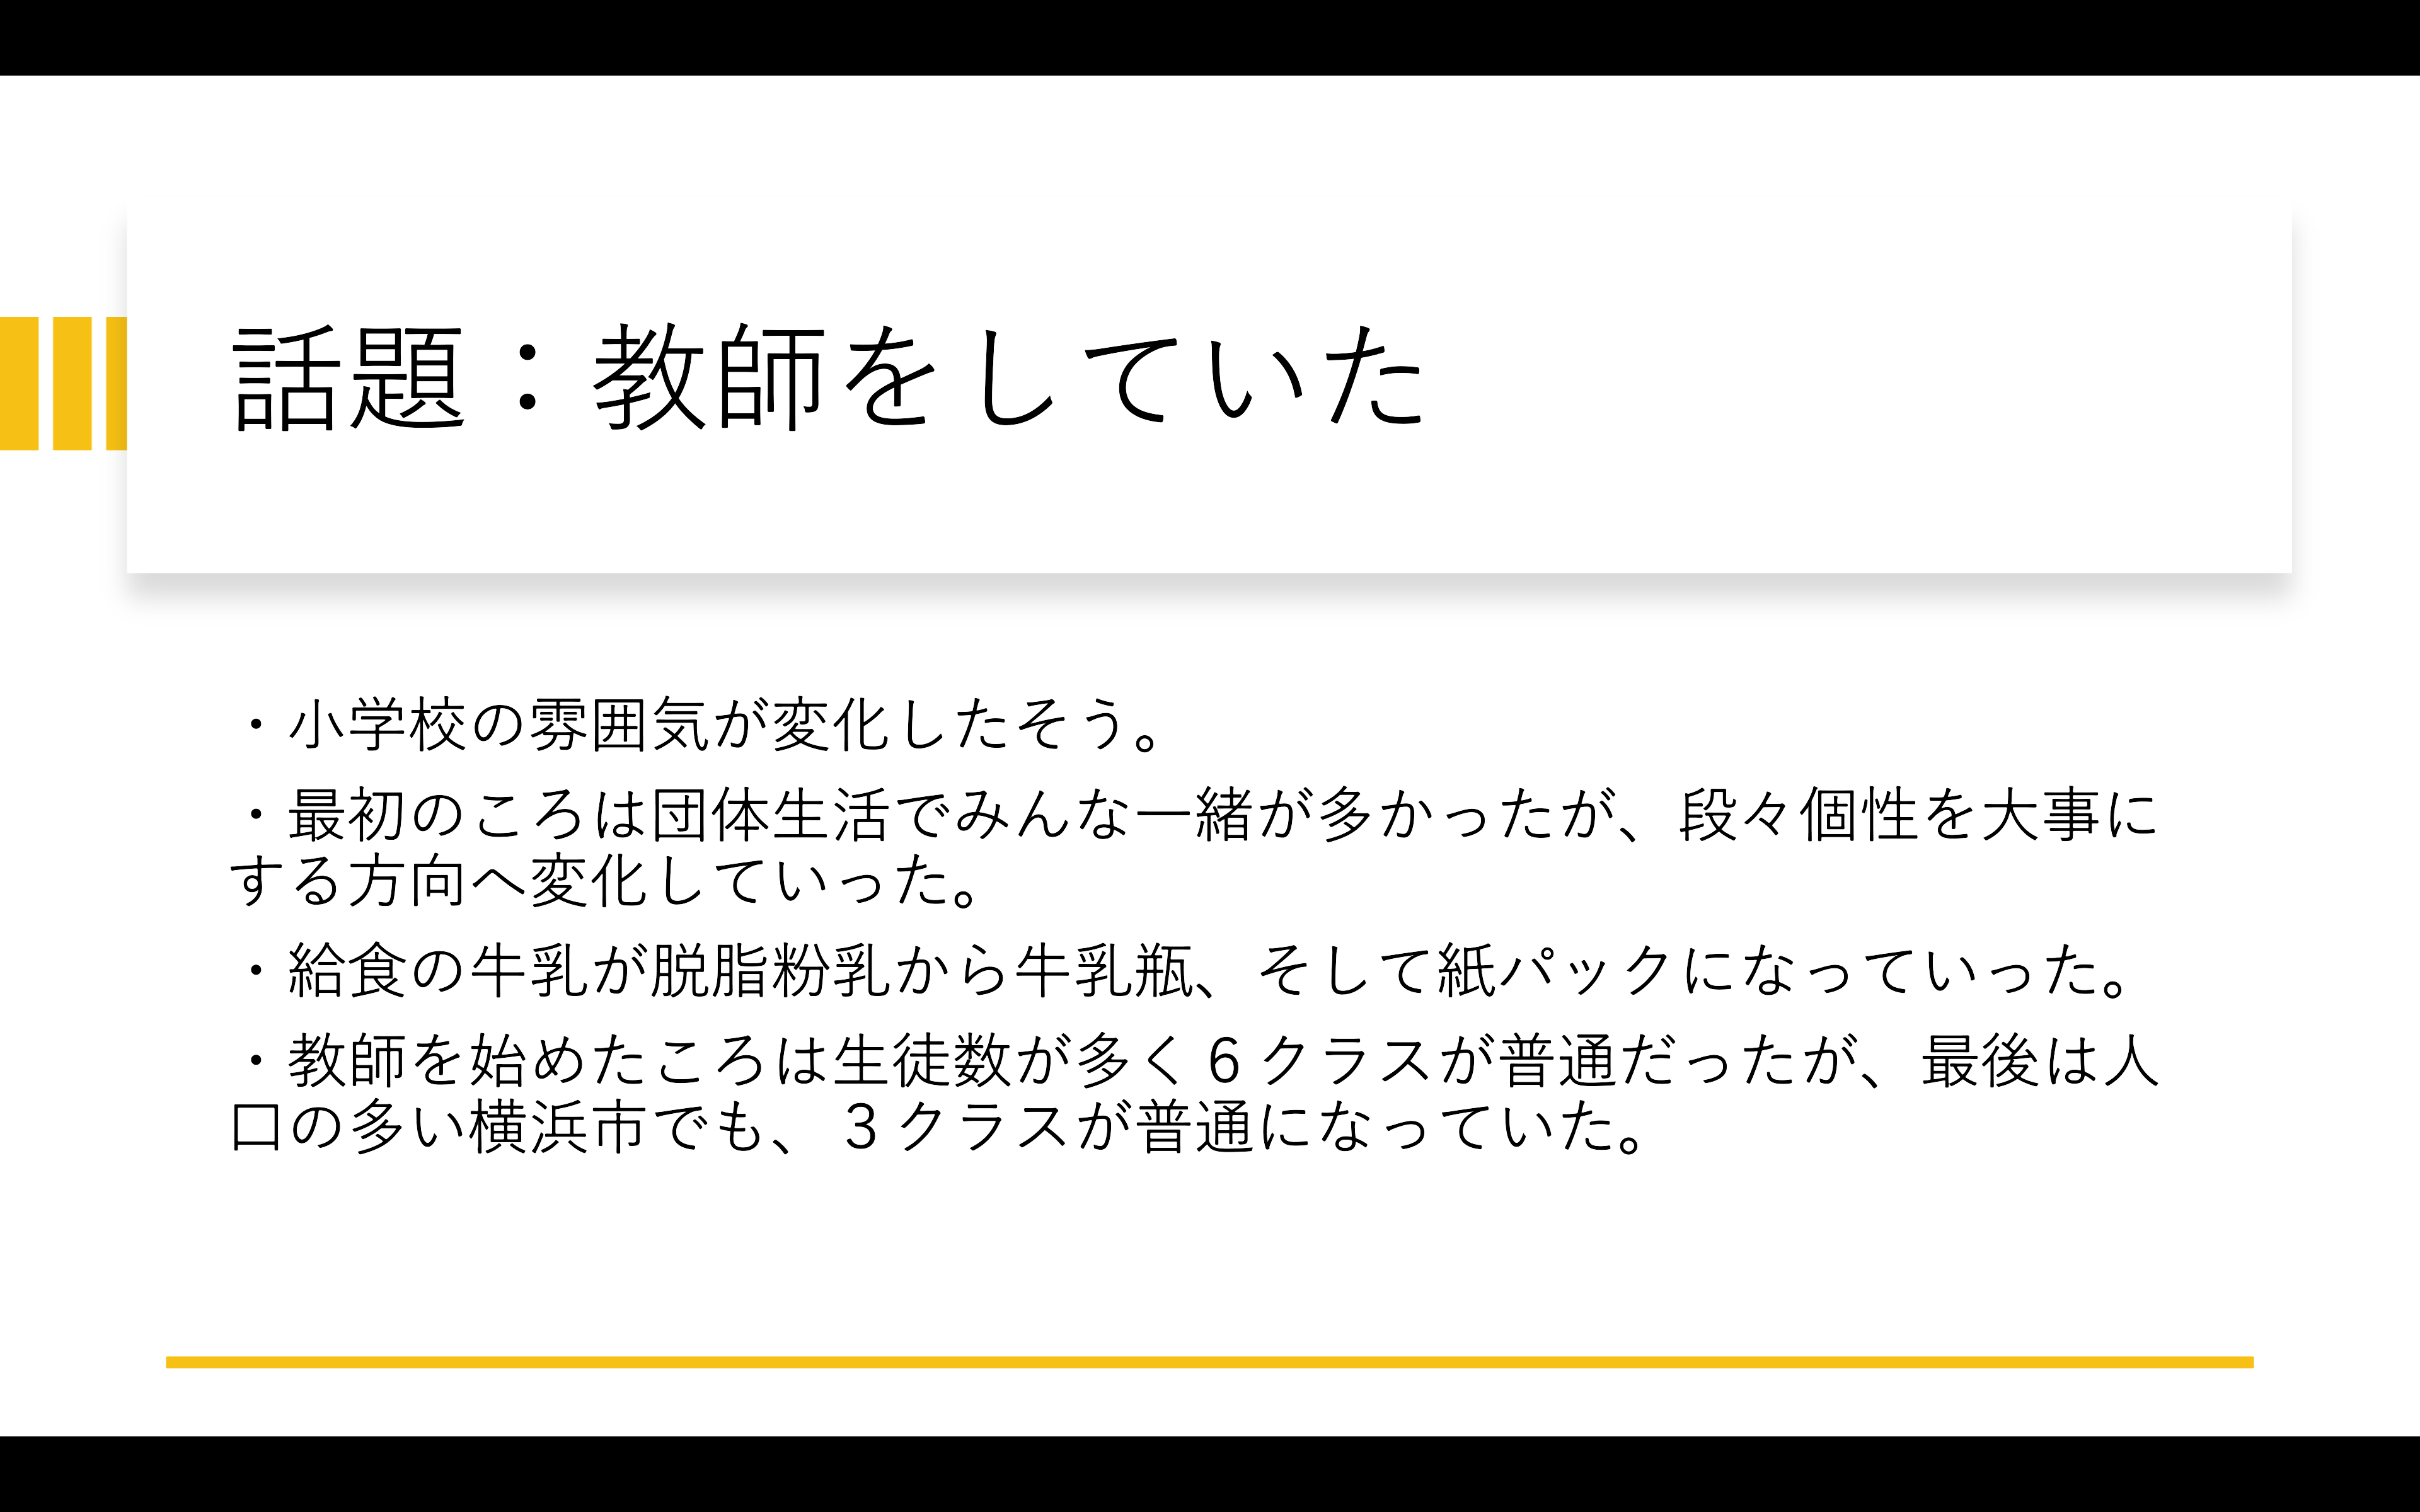 話題：教師をしていた
・小学校の雰囲気が変化したそう。
・最初のころは団体生活でみんな一緒が多かったが、段々個性を大事に
する方向へ変化していった。
・給食の牛乳が脱脂粉乳から牛乳瓶、そして紙パックになっていった。
・教師を始めたころは生徒数が多く６クラスが普通だったが、最後は人
口の多い横浜市でも、３クラスが普通になっていた。